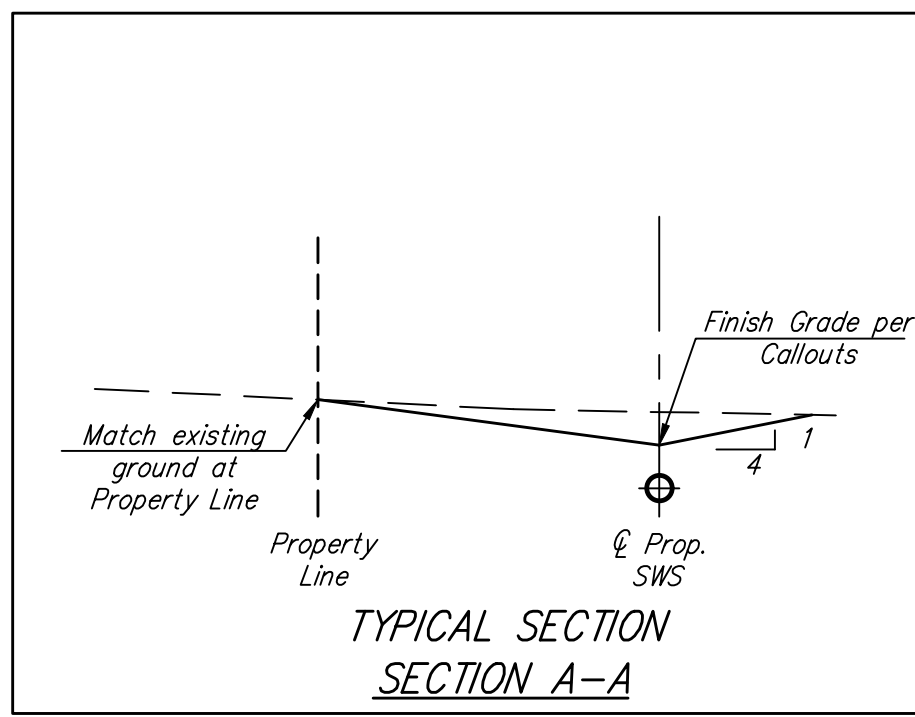 Finish Grade per
Callouts
Match existing
ground at
Property Line
1
4
Property
Line
℄ Prop.
SWS
TYPICAL SECTION
SECTION A-A